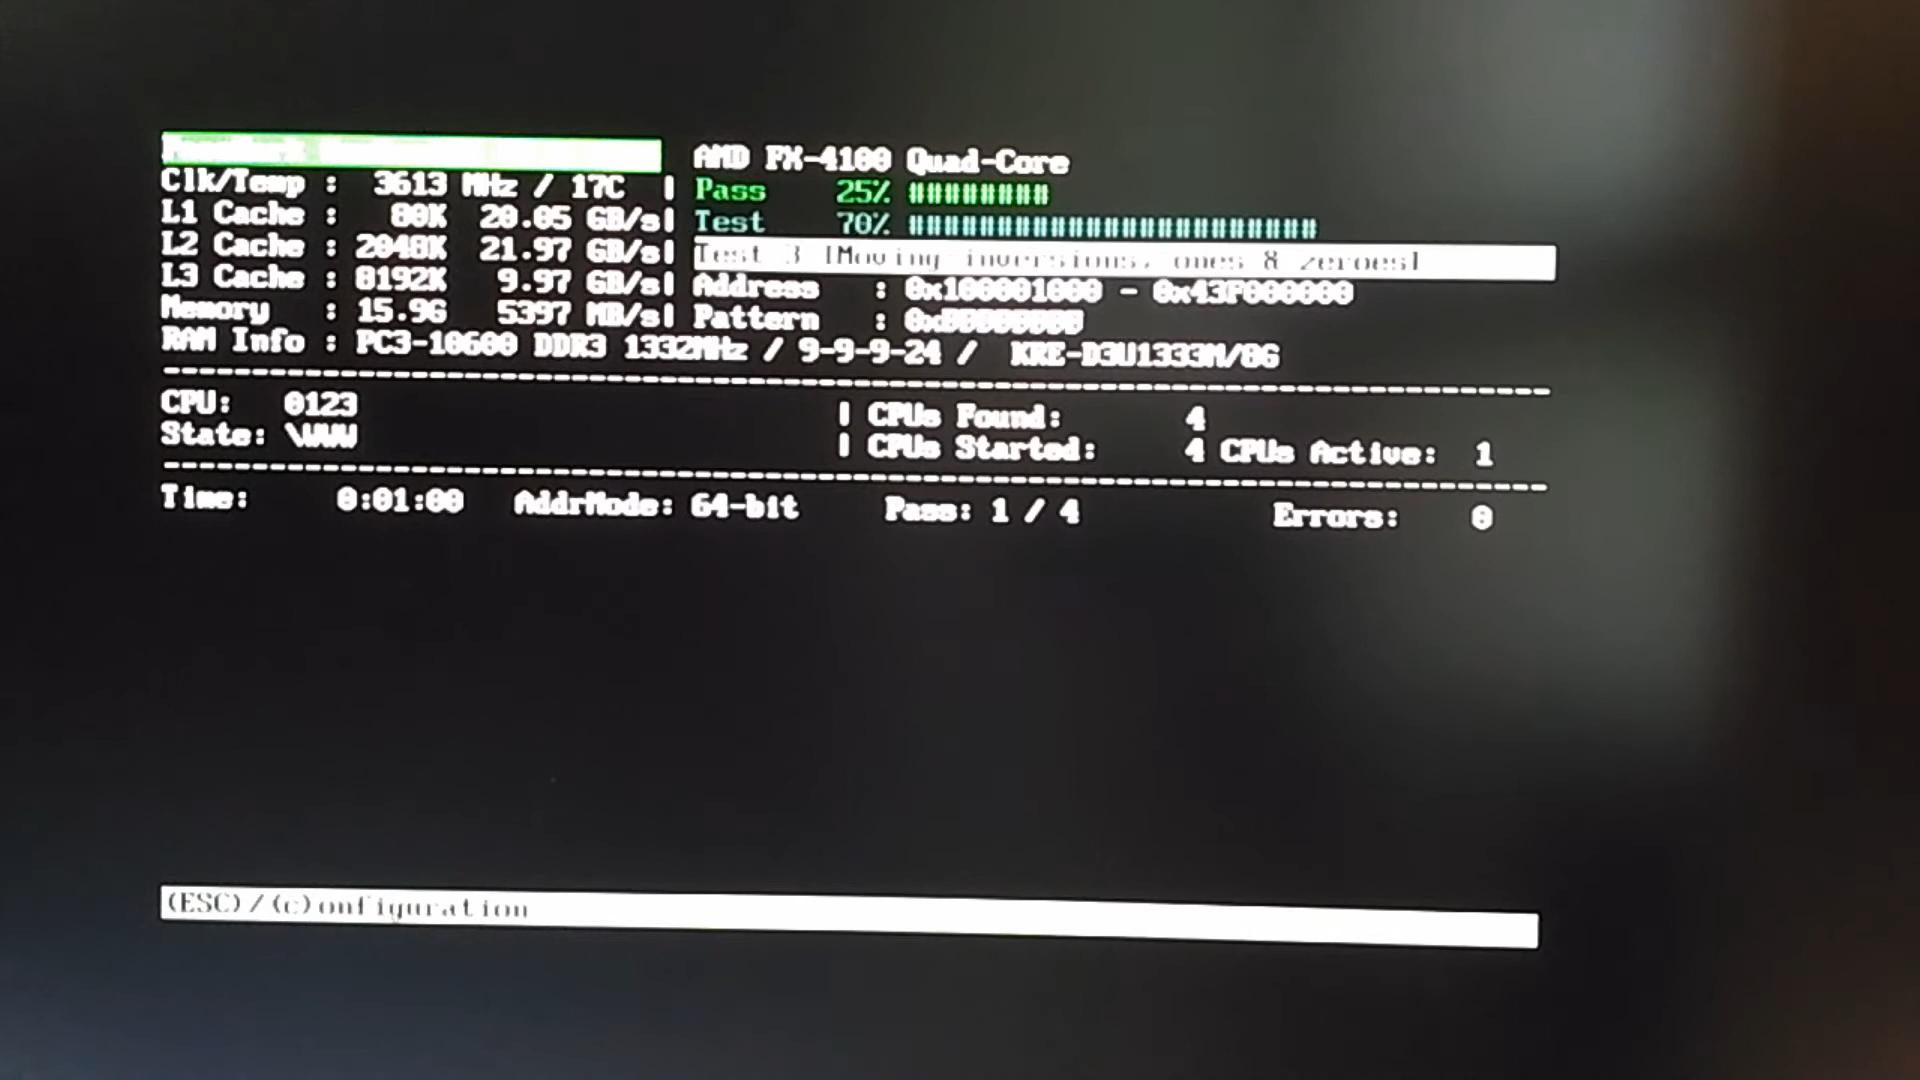 Clk/Temp : 3613 MHz / 17C | AMD FX-4100 Quad-Core
L1 Cache : 80K 20.05 GB/s| Pass 25% ########
L2 Cache : 2048K 21.97 GB/s| Test 70% #######################
L3 Cache : 8192K 9.97 GB/s| Test 3 [Moving inversions, ones & zeroes]
Memory : 15.9G 5397 MB/s| Address : 0x100001000 - 0x43F000000
Pattern :
RAM Info : PC3-10600 DDR3 1332MHz / 9-9-9-24 / KRE-D3U1333M/8G
CPU: 0123 | CPUs Found: 4
State: \WWW | CPUs Started: 4 CPUs Active: 1
Time: 0:01:00 AddrMode: 64-bit Pass: 1 / 4 Errors: 0
(ESC)/(c)onfiguration